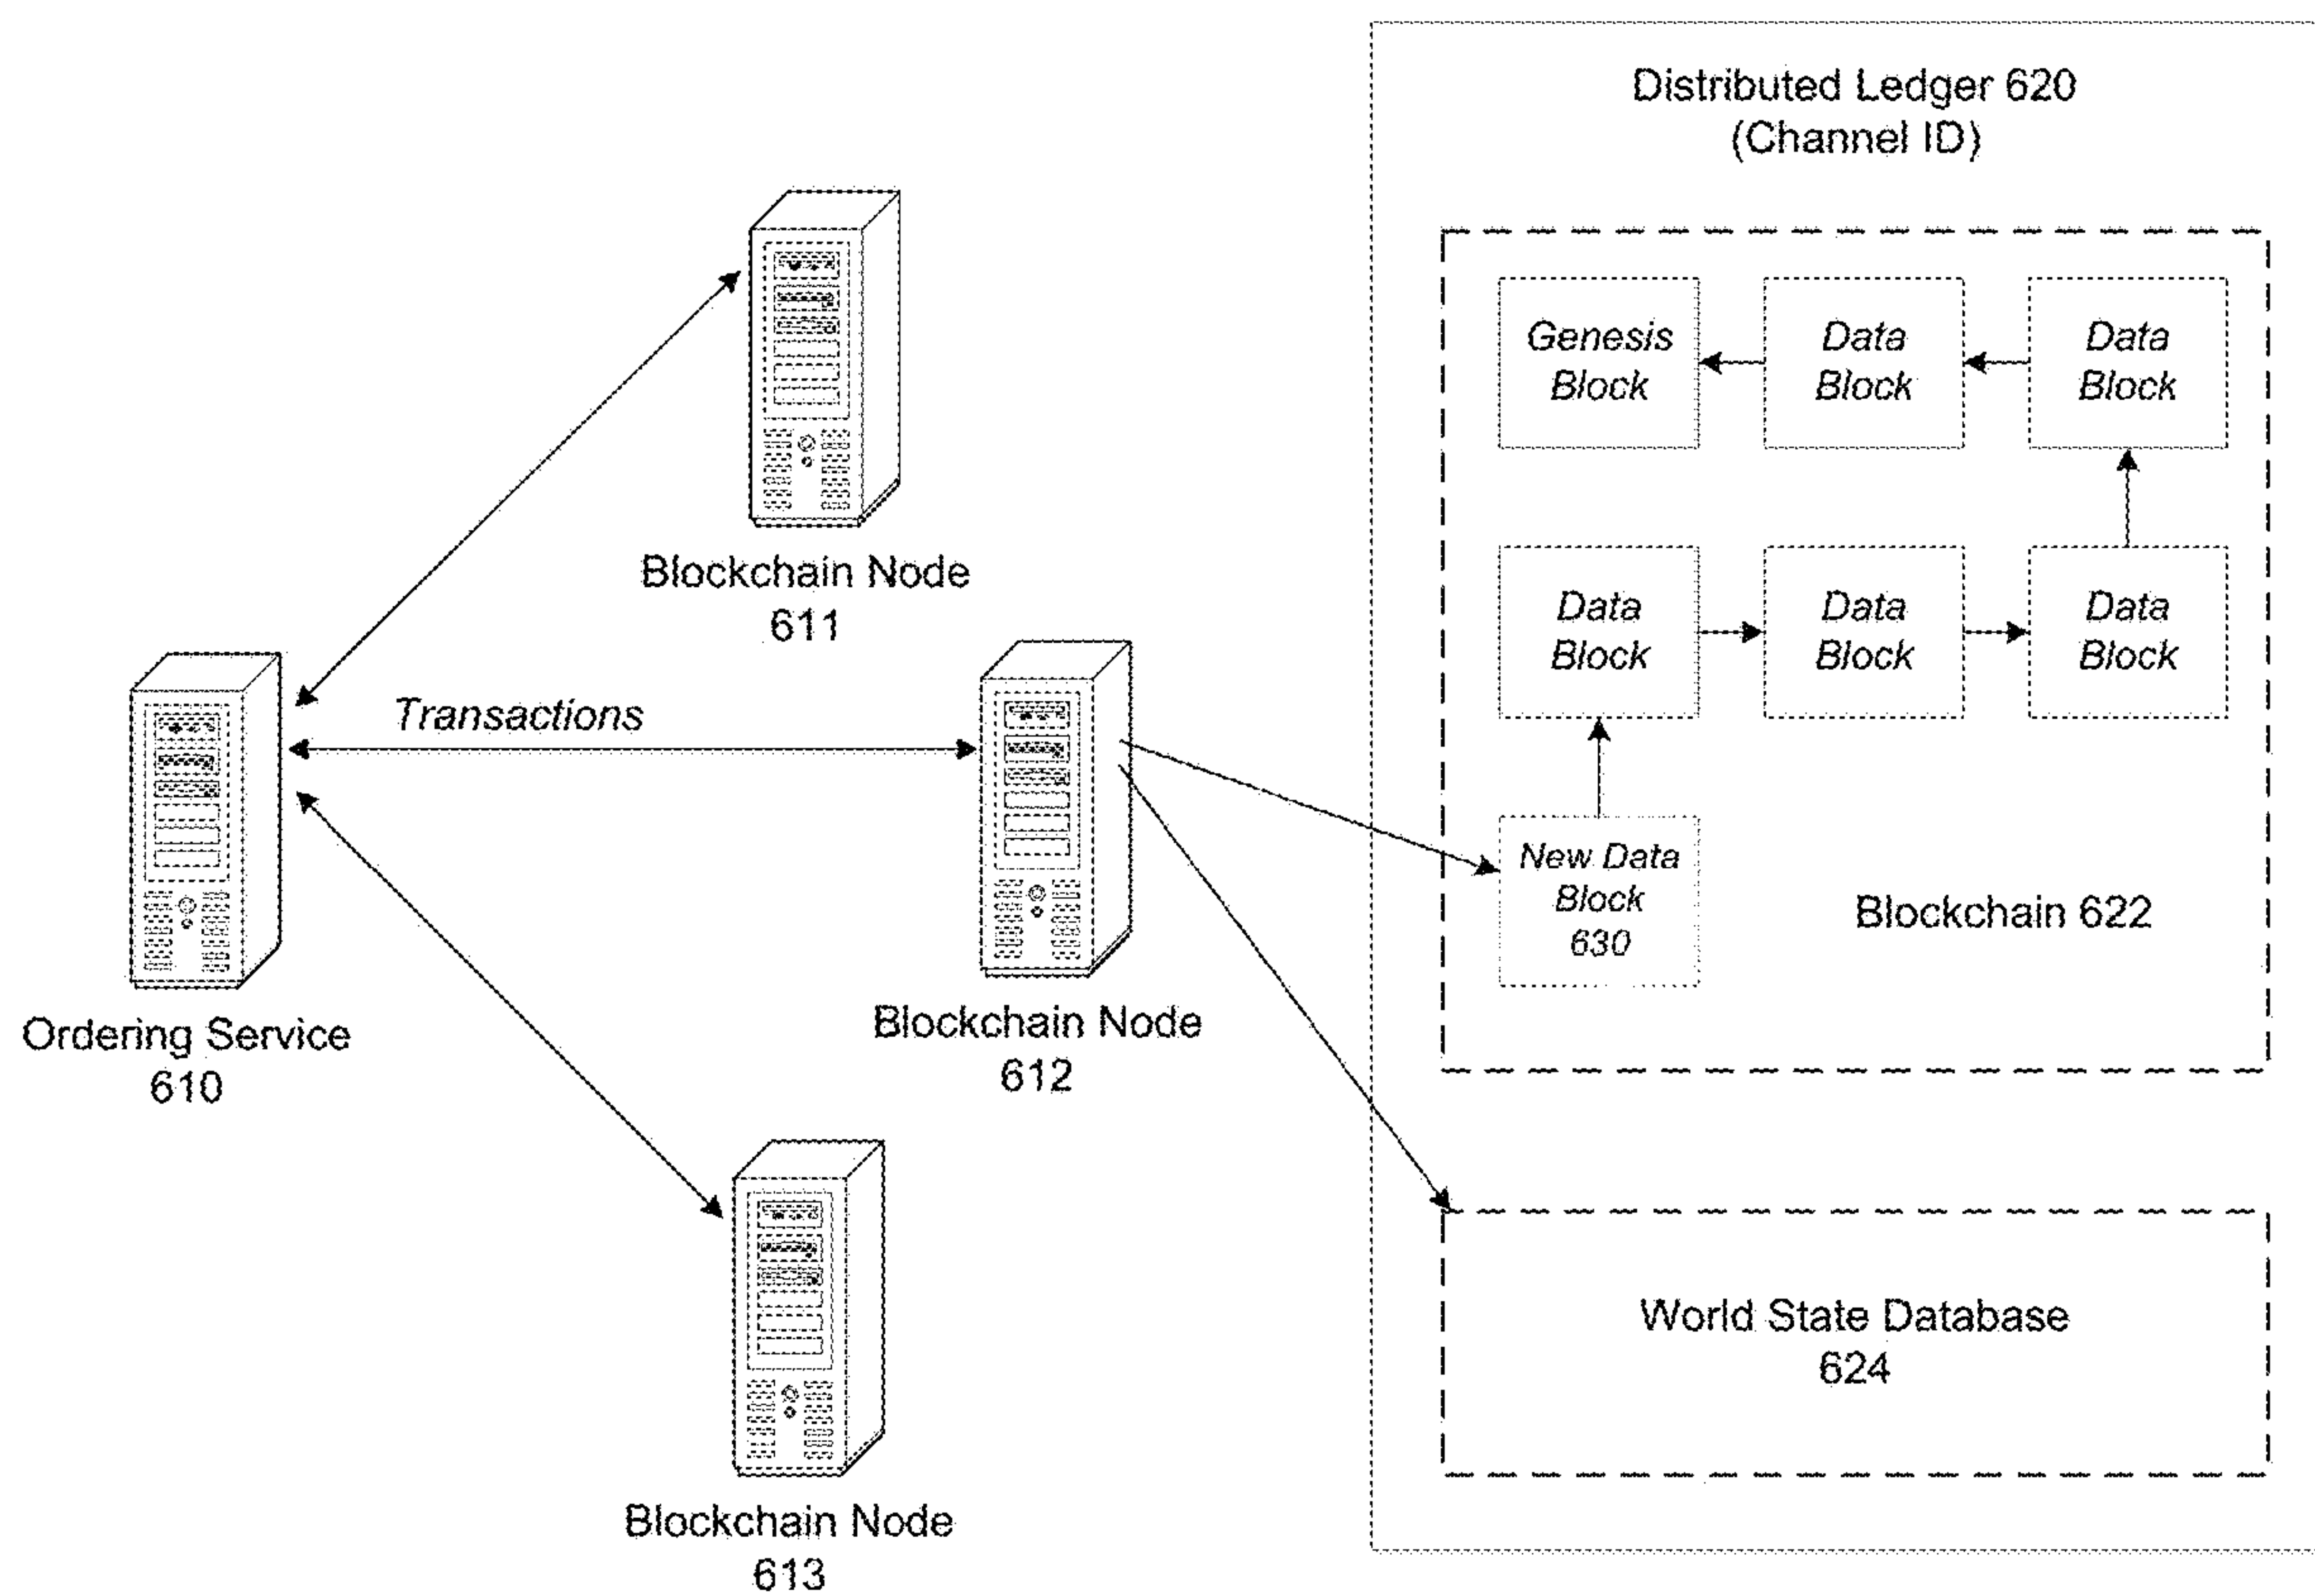 Distributed Ledger 620
(Channel ID)
Genesis
Block
Data
Block
Data
Block
Blockchain Node
611
Data
Block
Data
Block
Data
Block
Transactions
New Data
Block
630
Blockchain 622
Ordering Service
610
Blockchain Node
612
World State Database
624
Blockchain Node
613